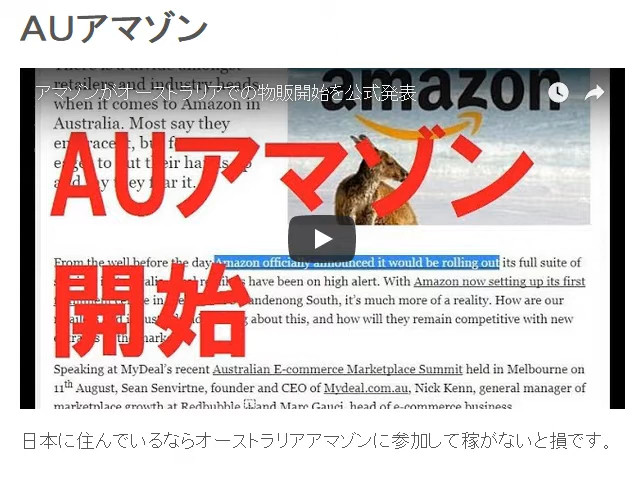 AUアマゾン
There is a divide amongst
retailers and industry heads
アマゾンがオーストラリアでの物販開始を公式発表
when it comes to Amazon in
Australia. Most say they
amazon
AUアマゾン
From the well before the day Amazon officially announced it would be rolling out its full suite of
have been on high alert. With Amazon now setting up its first
andenong South, it's much more of a reality. How are our
about this, and how will they remain competitive with new
開始
Speaking at MyDeal's recent Australian E-commerce Marketplace Summit held in Melbourne on
11th August, Sean Senvirtne, founder and CEO of Mydeal.com.au, Nick Kenn, general manager of
marketplace growth at Redbubble and Marc Gauci, head of e-commerce business
日本に住んでいるならオーストラリアアマゾンに参加して稼がないと損です。